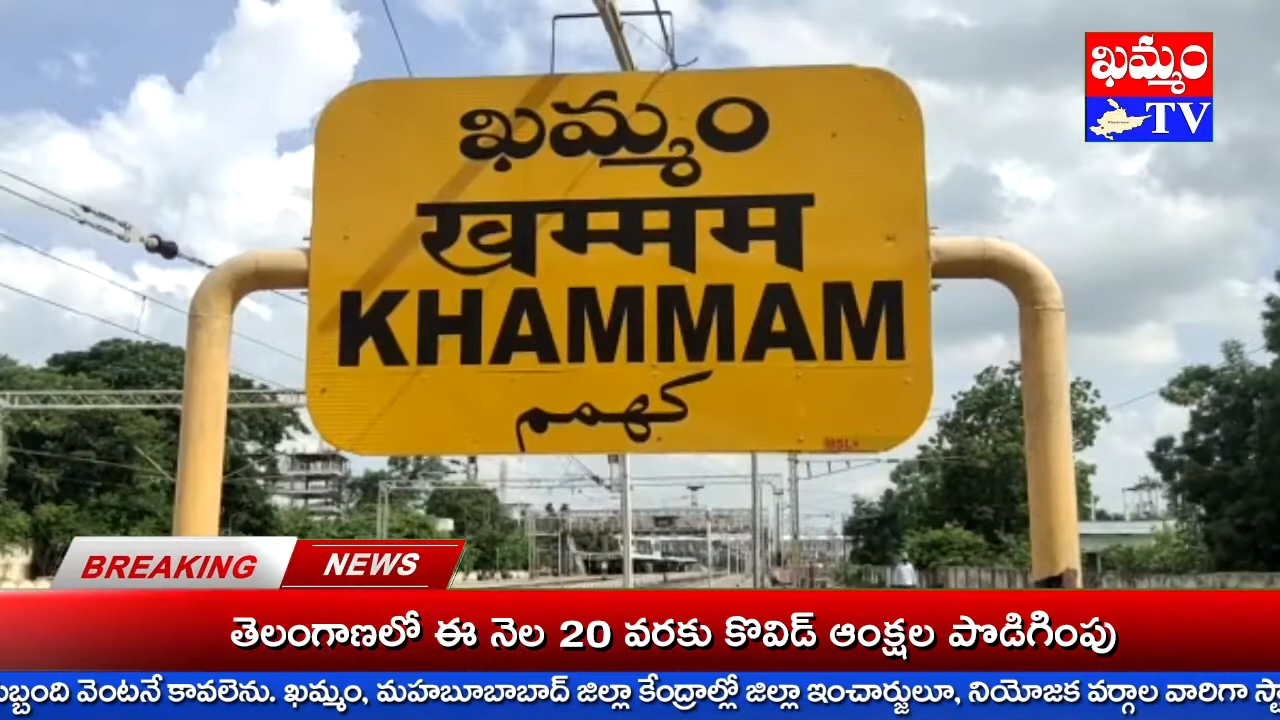 ఖమ్మం
TV
ఖమ్మం
खम्मम
KHAMMAM
کھمم
BREAKING NEWS
తెలంగాణలో ఈ నెల 20 వరకు కొవిడ్ ఆంక్షల పొడిగింపు
వెంటనే కావలెను. ఖమ్మం, మహబూబాబాద్ జిల్లా కేంద్రాల్లో జిల్లా ఇంచార్జులూ, నియోజక వర్గాల వారిగా